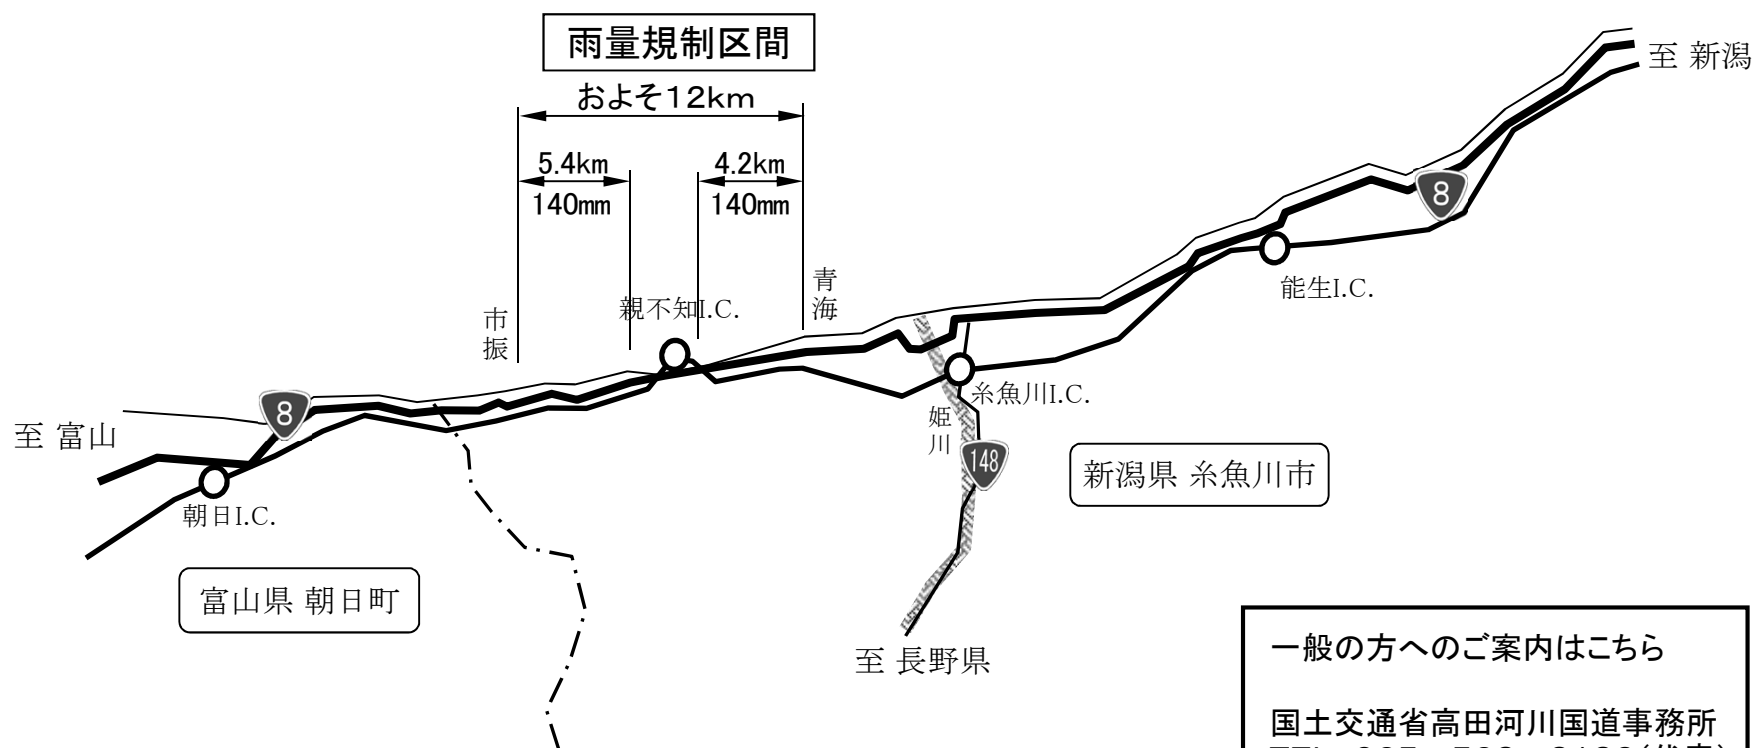 雨量規制区間
およそ12km
5.4km
4.2km
140mm
140mm
至 新潟
8
能生I.C.
青海
親不知I.C.
市振
8
至 富山
糸魚川I.C.
姫川
148
新潟県 糸魚川市
朝日I.C.
富山県 朝日町
至 長野県
一般の方へのご案内はこちら
国土交通省高田河川国道事務所